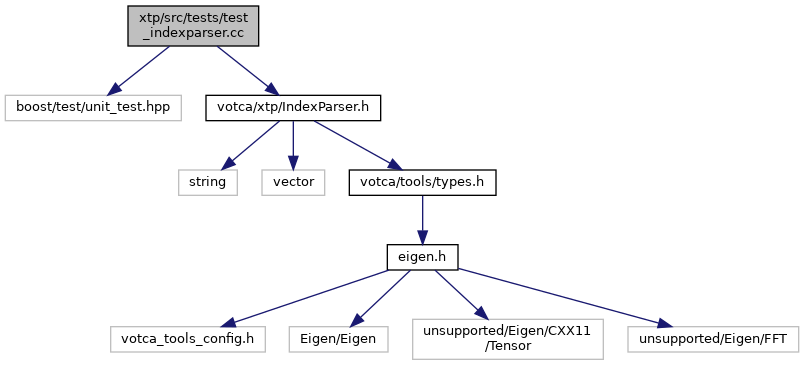 xtp/src/tests/test
_indexparser.cc
boost/test/unit_test.hpp
votca/xtp/IndexParser.h
string
vector
votca/tools/types.h
eigen.h
votca_tools_config.h
Eigen/Eigen
unsupported/Eigen/CXX11
/Tensor
unsupported/Eigen/FFT